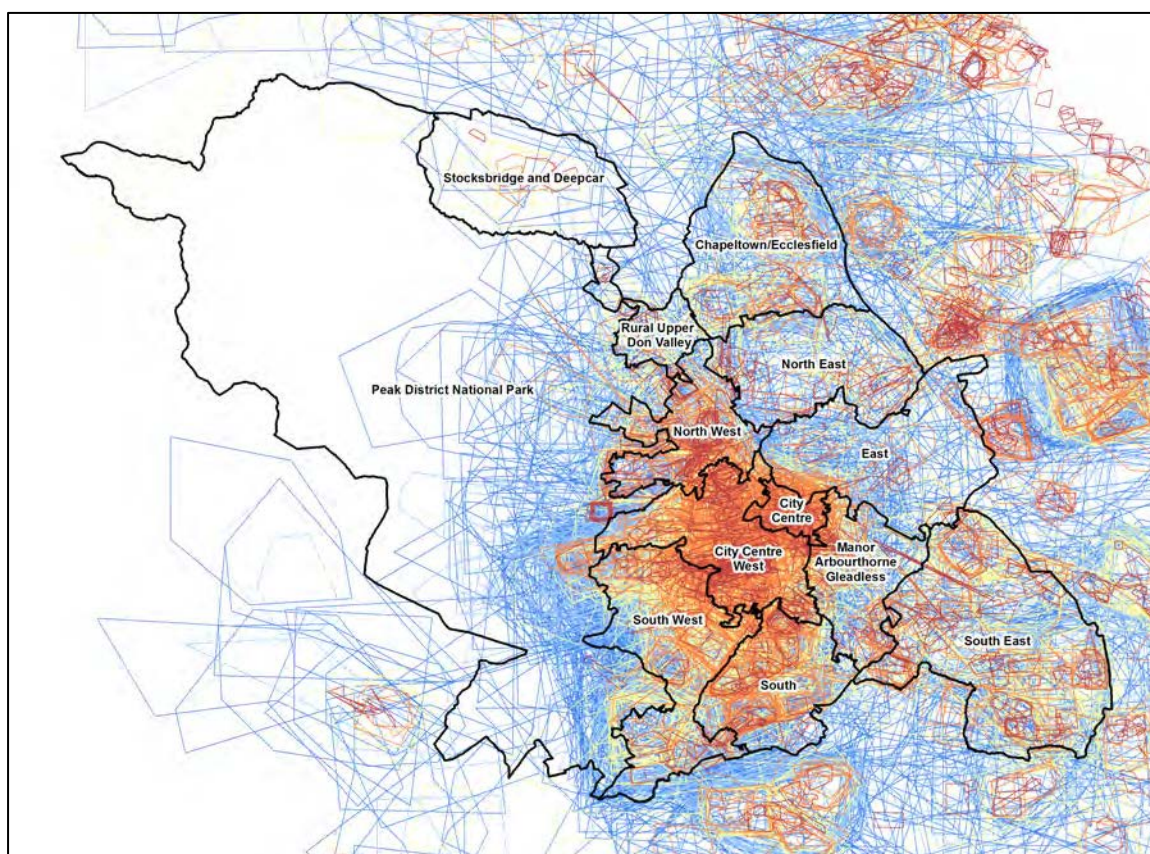 Stocksbridge and Deepcar
Chapeltown/Ecclesfield
Rural Upper
Don Valley
North East
Peak District National Park
North West
East
City
Centre
City Centre
West
Manor
Arbourthorne
Gleadless
South West
South East
South